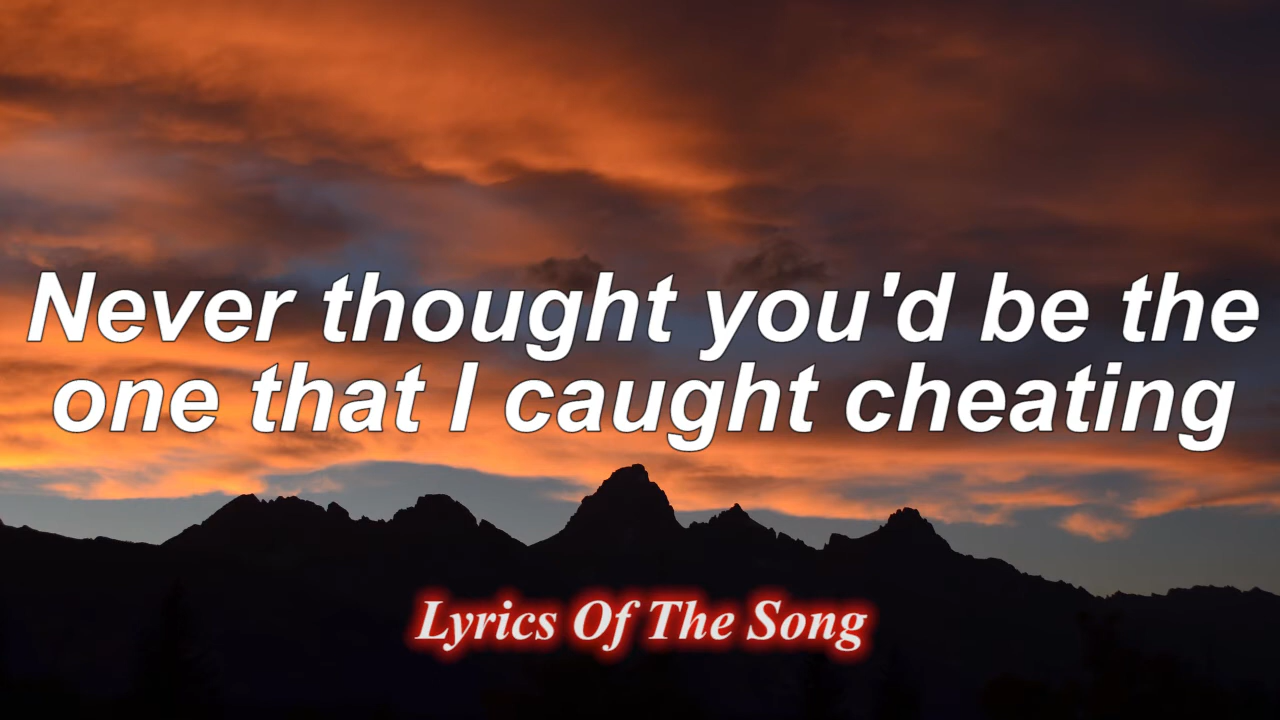 Never thought you'd be the
one that I caught cheating
Lyrics Of The Song